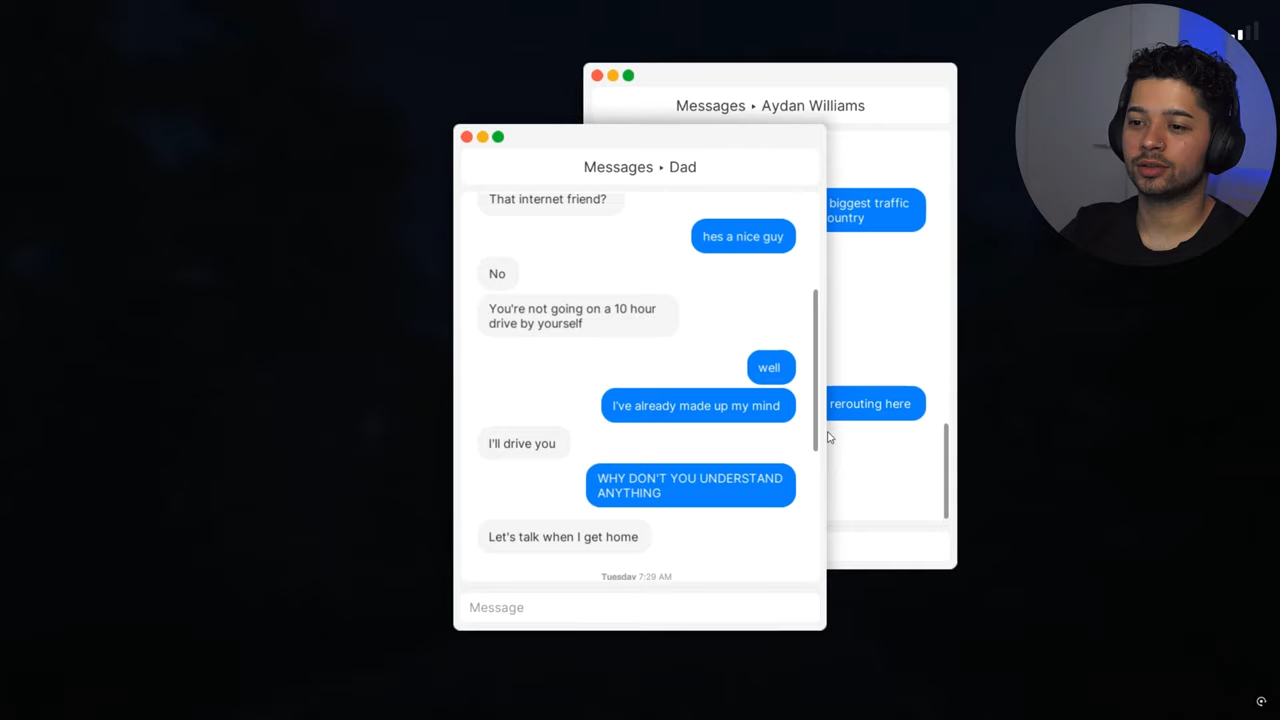 Messages ▸ Aydan Williams
biggest traffic
ountry
rerouting here
Messages ▸ Dad
That internet friend?
hes a nice guy
No
You're not going on a 10 hour
drive by yourself
well
I've already made up my mind
I'll drive you
WHY DON'T YOU UNDERSTAND
ANYTHING
Let's talk when I get home
Tuesday 7:29 AM
Message